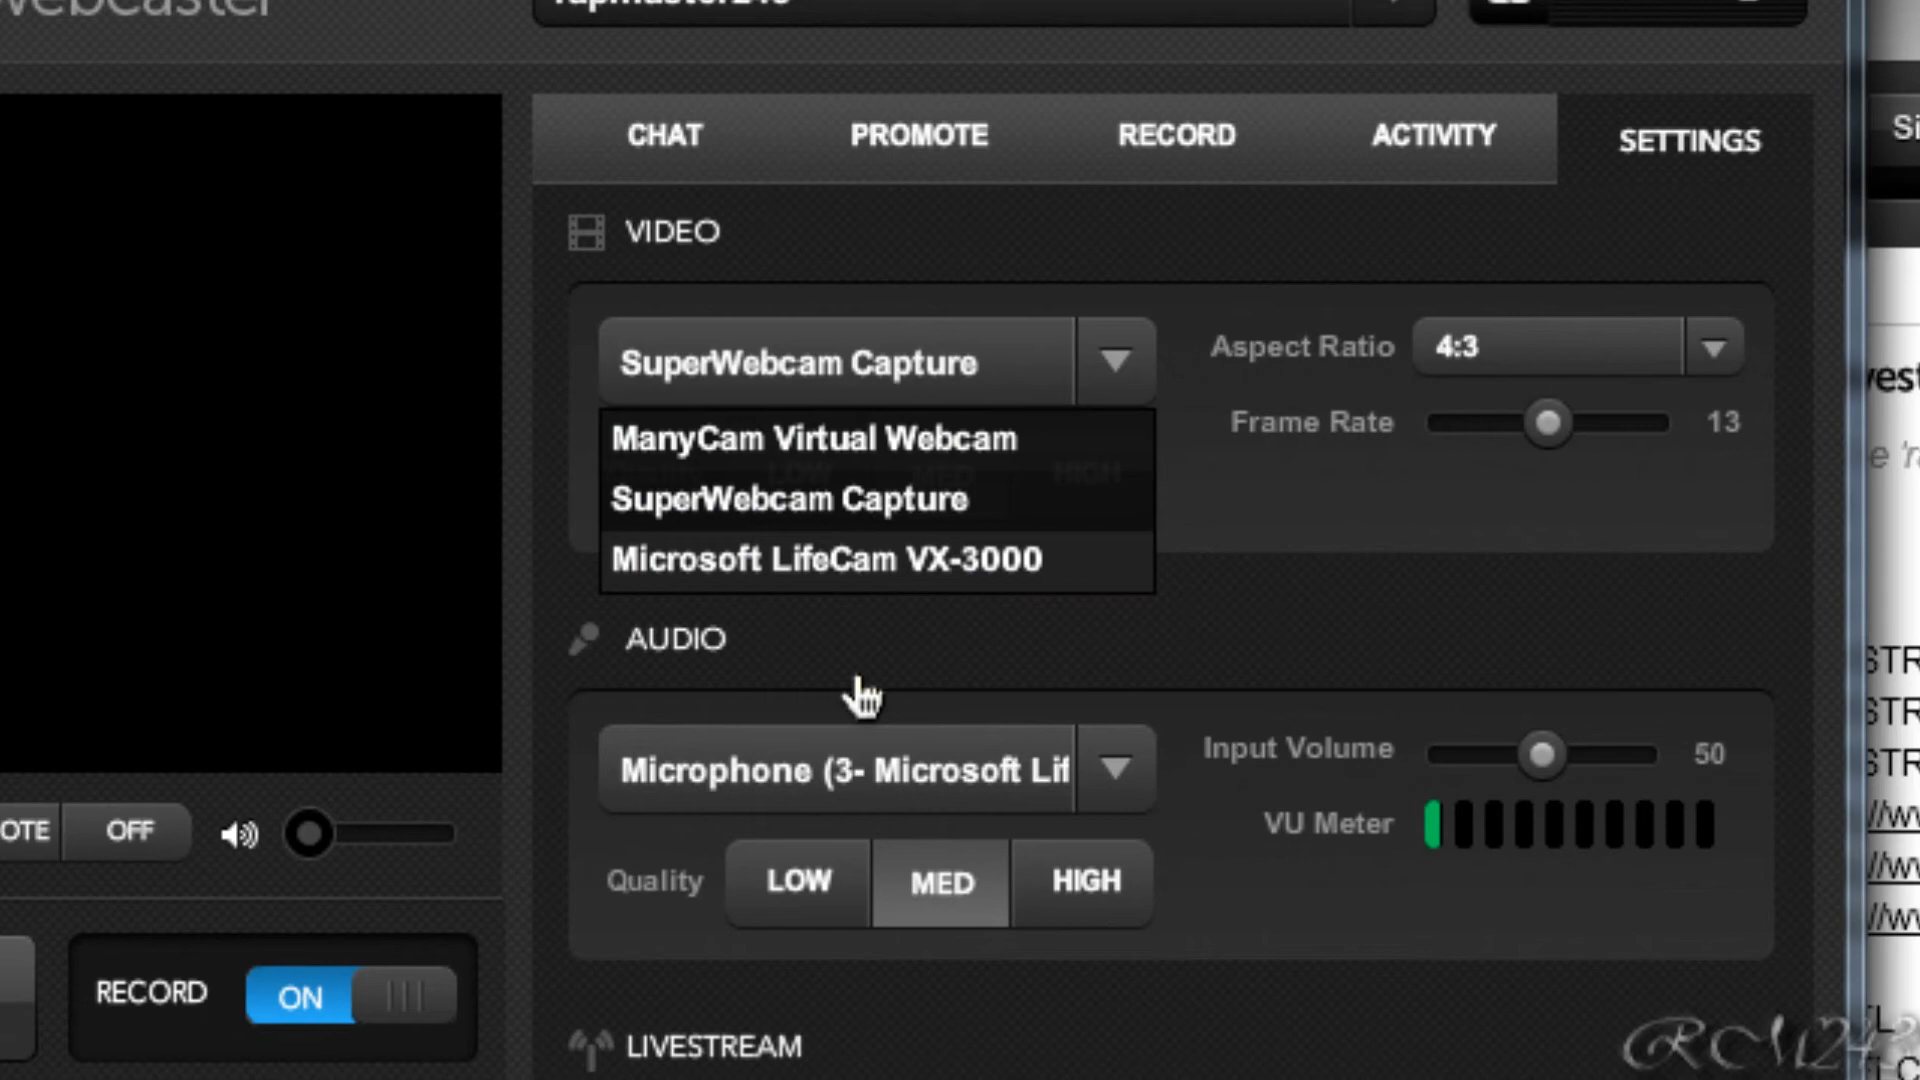 CHAT PROMOTE RECORD ACTIVITY SETTINGS
VIDEO
SuperWebcam Capture
Aspect Ratio 4:3
ManyCam Virtual Webcam
Frame Rate 13
SuperWebcam Capture
Microsoft LifeCam VX-3000
AUDIO
Microphone (3- Microsoft Lif
Input Volume 50
VU Meter
OFF
Quality LOW MED HIGH
RECORD ON
LIVESTREAM